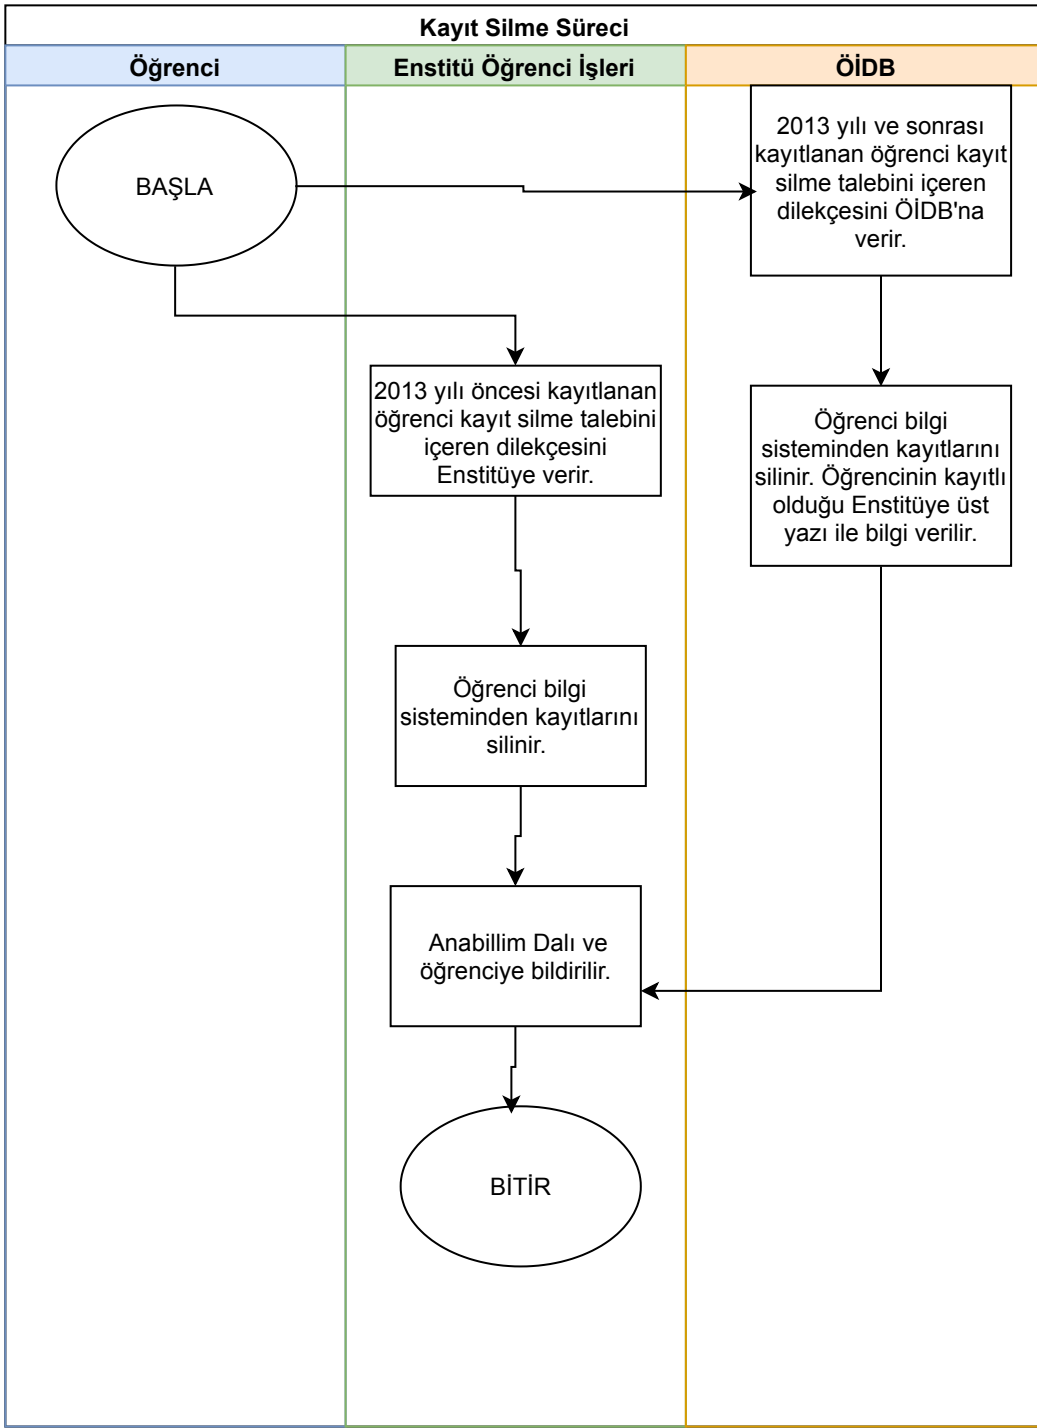 Kayıt Silme Süreci
Öğrenci
Enstitü Öğrenci İşleri
ÖİDB
BAŞLA
2013 yılı ve sonrası
kayıtlanan öğrenci kayıt
silme talebini içeren
dilekçesini ÖİDB'na
verir.
2013 yılı öncesi kayıtlanan
öğrenci kayıt silme talebini
içeren dilekçesini
Enstitüye verir.
Öğrenci bilgi
sisteminden kayıtlarını
silinir. Öğrencinin kayıtlı
olduğu Enstitüye üst
yazı ile bilgi verilir.
Öğrenci bilgi
sisteminden kayıtlarını
silinir.
Anabillim Dalı ve
öğrenciye bildirilir.
BİTİR